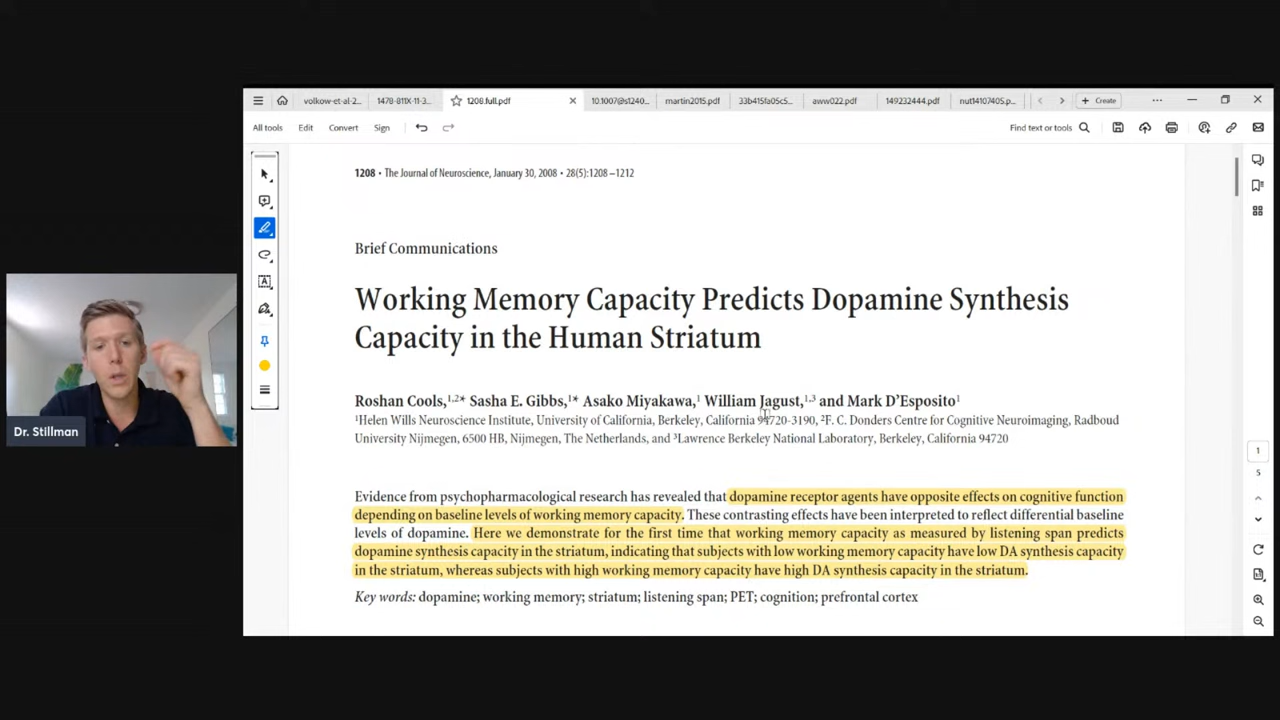 volkow-et-al-2...
1478-811X-11-3...
1208.full.pdf
10.1007@s1240...
martin2015.pdf
33b415fa05c5...
aww022.pdf
149232444.pdf
nut14107405.p...
Create
All tools
Edit
Convert
Sign
Find text or tools
1208 • The Journal of Neuroscience, January 30, 2008 • 28(5):1208–1212
Brief Communications
Working Memory Capacity Predicts Dopamine Synthesis
Capacity in the Human Striatum
Roshan Cools,1,2* Sasha E. Gibbs,1* Asako Miyakawa,1 William Jagust,1,3 and Mark D'Esposito1
1Helen Wills Neuroscience Institute, University of California, Berkeley, California 94720-3190, 2F. C. Donders Centre for Cognitive Neuroimaging, Radboud
University Nijmegen, 6500 HB, Nijmegen, The Netherlands, and 3Lawrence Berkeley National Laboratory, Berkeley, California 94720
Evidence from psychopharmacological research has revealed that dopamine receptor agents have opposite effects on cognitive function
depending on baseline levels of working memory capacity. These contrasting effects have been interpreted to reflect differential baseline
levels of dopamine. Here we demonstrate for the first time that working memory capacity as measured by listening span predicts
dopamine synthesis capacity in the striatum, indicating that subjects with low working memory capacity have low DA synthesis capacity
in the striatum, whereas subjects with high working memory capacity have high DA synthesis capacity in the striatum.
Key words: dopamine; working memory; striatum; listening span; PET; cognition; prefrontal cortex
Dr. Stillman
1
5